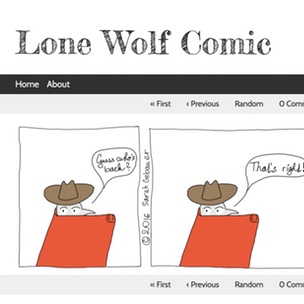 Lone Wolf Comic
Home About
« First ‹ Previous Random 0 Comm
Guess who's
back?
© 2016 Sarah Gebauer
That's right!
« First ‹ Previous Random 0 Comm